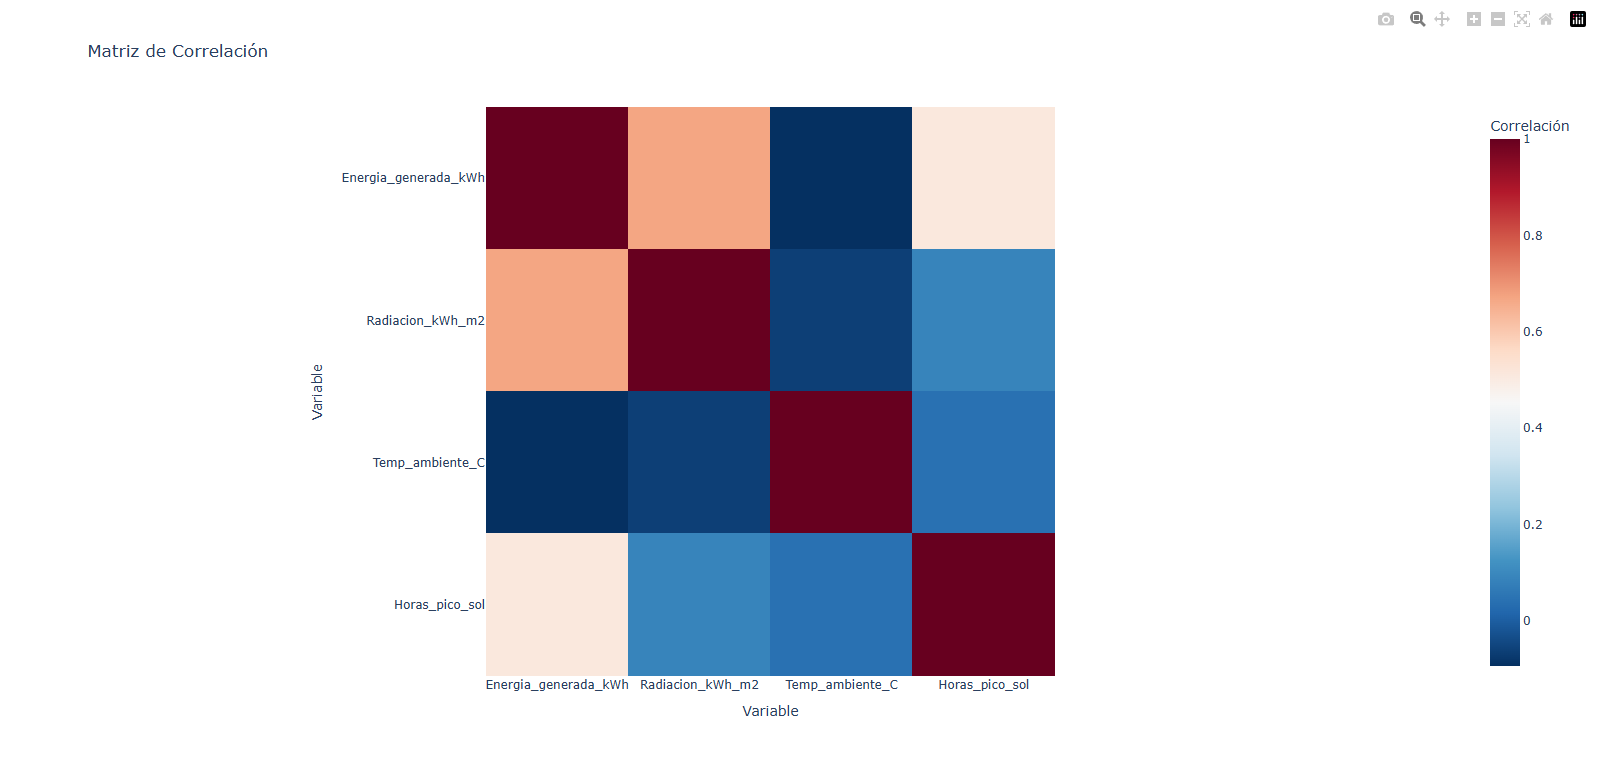 Matriz de Correlación
Correlación
1
0.8
0.6
0.4
0.2
0
Variable
Energia_generada_kWh
Radiacion_kWh_m2
Temp_ambiente_C
Horas_pico_sol
Energia_generada_kWh Radiacion_kWh_m2 Temp_ambiente_C Horas_pico_sol
Variable